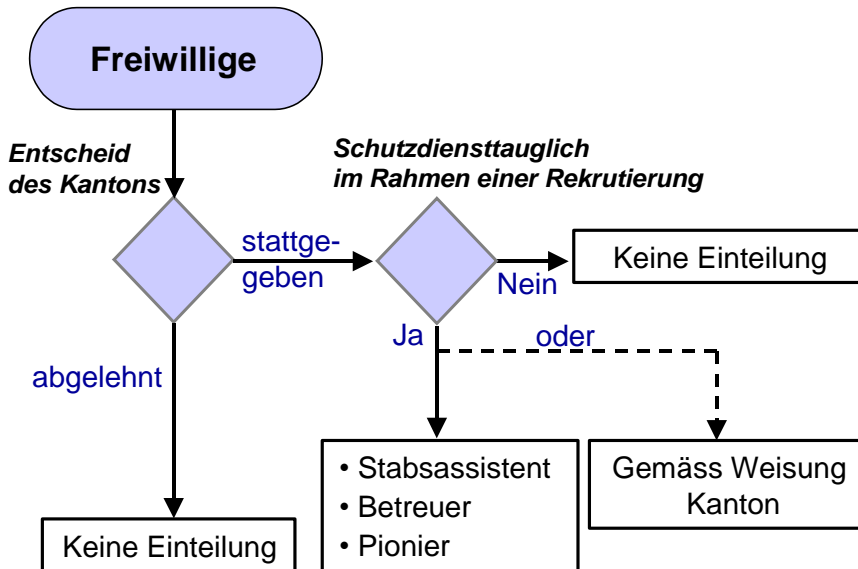 Freiwillige
Entscheid
des Kantons
Schutzdiensttauglich
im Rahmen einer Rekrutierung
stattge-
geben
Nein
Keine Einteilung
Ja
oder
abgelehnt
• Stabsassistent
• Betreuer
• Pionier
Gemäss Weisung
Kanton
Keine Einteilung